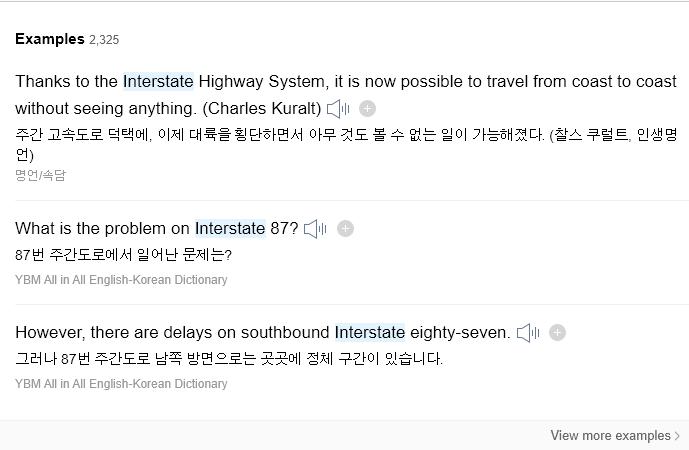 Examples 2,325
Thanks to the Interstate Highway System, it is now possible to travel from coast to coast
without seeing anything. (Charles Kuralt)
주간 고속도로 덕택에, 이제 대륙을 횡단하면서 아무 것도 볼 수 없는 일이 가능해졌다. (찰스 쿠럴트, 인생명
언)
명언/속담
What is the problem on Interstate 87?
87번 주간도로에서 일어난 문제는?
YBM All in All English-Korean Dictionary
However, there are delays on southbound Interstate eighty-seven.
그러나 87번 주간도로 남쪽 방면으로는 곳곳에 정체 구간이 있습니다.
YBM All in All English-Korean Dictionary
View more examples